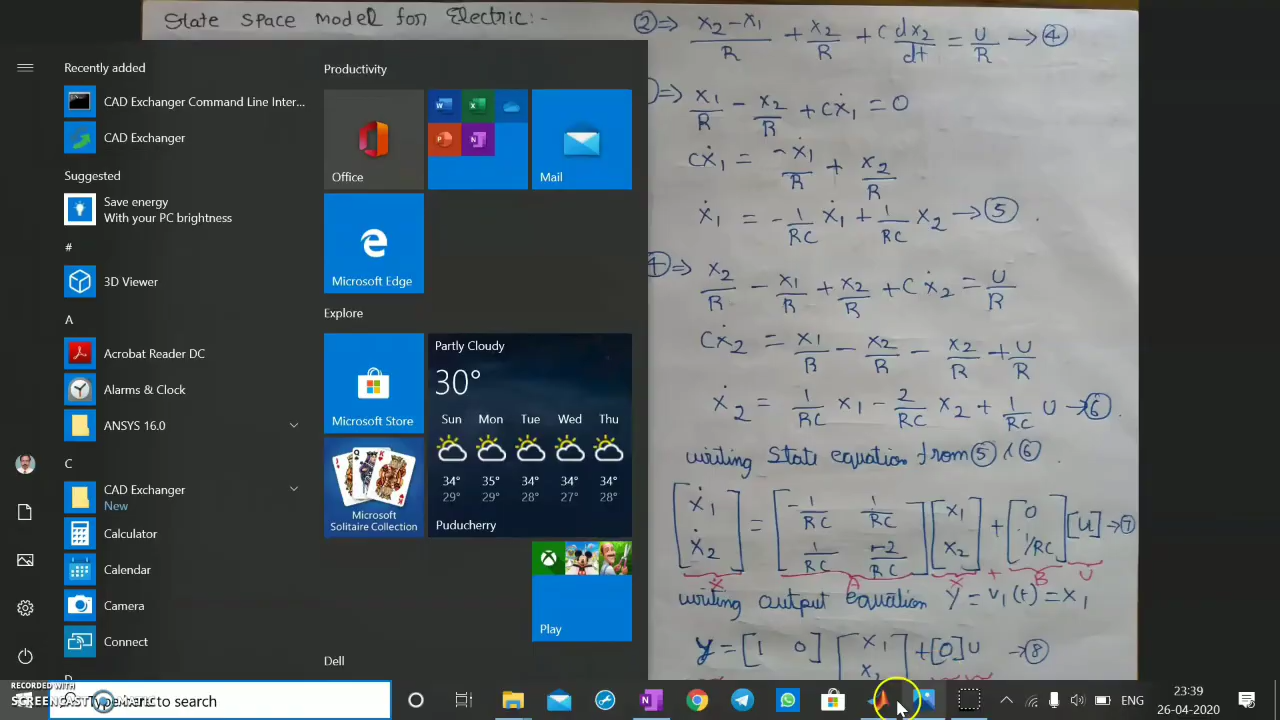 State Space Model for Electric:-
Recently added
CAD Exchanger Command Line Inter...
CAD Exchanger
Suggested
Save energy
With your PC brightness
#
3D Viewer
A
Acrobat Reader DC
Alarms & Clock
ANSYS 16.0
C
CAD Exchanger
New
Calculator
Calendar
Camera
Connect
Productivity
Office
Mail
Microsoft Edge
Explore
Microsoft Store
Partly Cloudy
30°
Sun Mon Tue Wed Thu
34° 35° 34° 34° 34°
29° 29° 28° 27° 28°
Puducherry
Microsoft
Solitaire Collection
Play
Dell
② ⇒ x2-x1/R + x2/R + C dx2/dt = U/R → ④
⇒ x1/R - x2/R + Cẋ1 = 0
Cẋ1 = -ẋ1/R + x2/R
ẋ1 = -1/RC ẋ1 + 1/RC x2 → ⑤
④ ⇒ x2/R - x1/R + x2/R + Cẋ2 = U/R
Cẋ2 = x1/R - x2/R - x2/R + U/R
ẋ2 = 1/RC x1 - 2/RC x2 + 1/RC U → ⑥
writing State equation from ⑤ & ⑥
[ẋ1 ẋ2] = [-1/RC 1/RC 1/RC -2/RC] [x1 x2] + [0 1/RC] [U] → ⑦
Ẋ A X + B U
writing output equation y = v1(t) = x1
y = [1 0] [x1 x2] + [0]U → ⑧
RECORDED WITH
SCREENCAST MATIC
Type here to search
ENG
23:39
26-04-2020